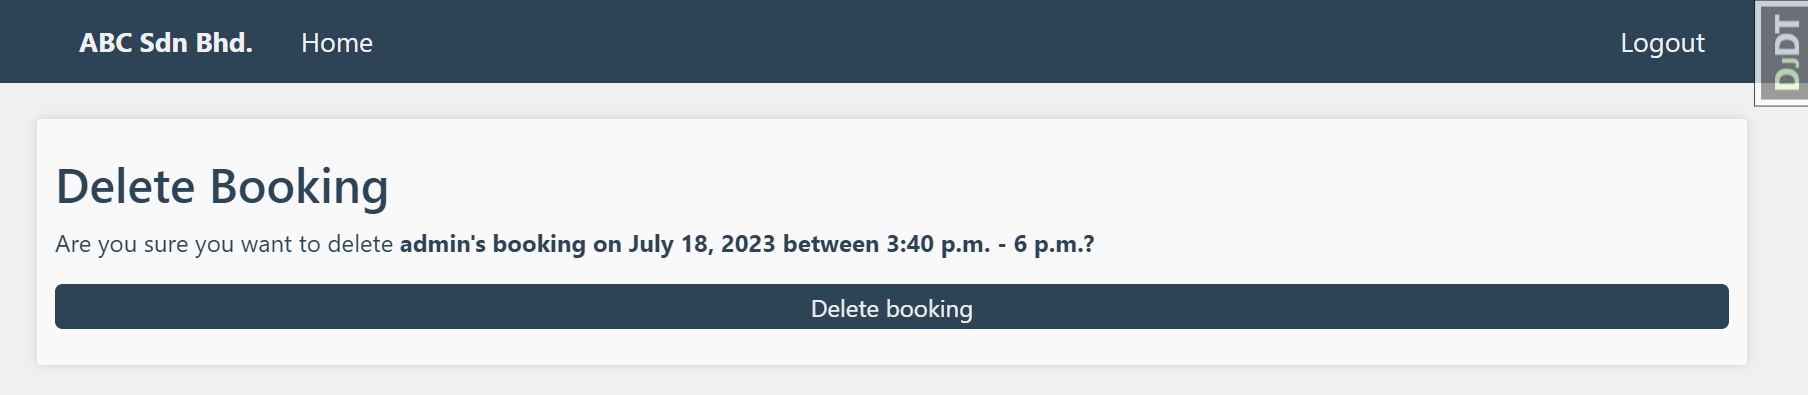 ABC Sdn Bhd. Home Logout
DJDT
Delete Booking
Are you sure you want to delete admin's booking on July 18, 2023 between 3:40 p.m. - 6 p.m.?
Delete booking